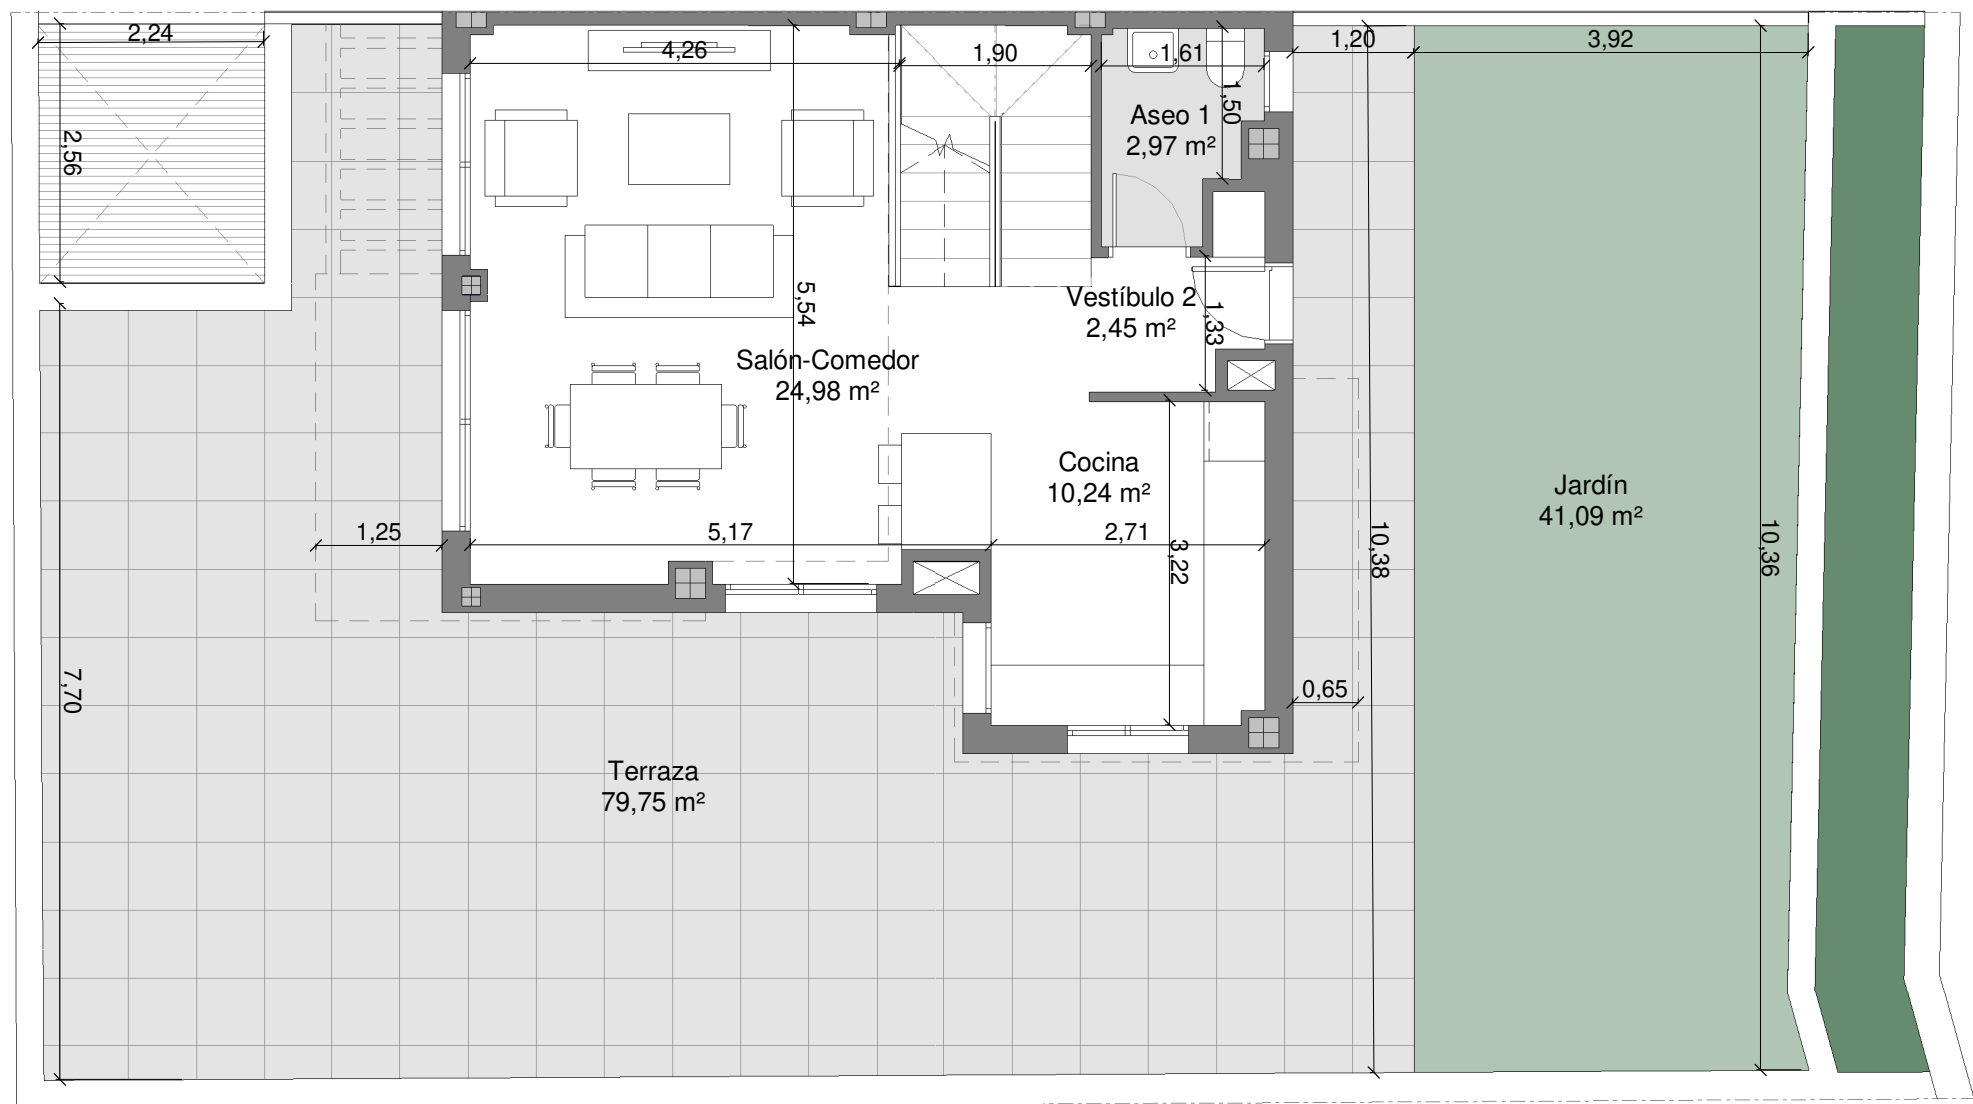 2,24
4,26
1,90
1,61
1,20
3,92
2,56
1,50
Aseo 1
2,97 m²
Vestíbulo 2
2,45 m²
1,33
5,54
Salón-Comedor
24,98 m²
Cocina
10,24 m²
Jardín
41,09 m²
1,25
5,17
2,71
3,22
10,38
10,36
7,70
0,65
Terraza
79,75 m²